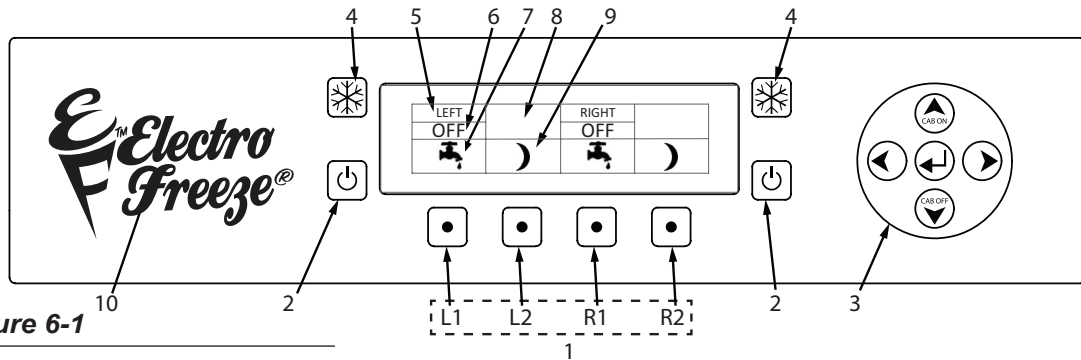 4 5 6 7 8 9 4
LEFT RIGHT
OFF OFF
E F ™ Electro
Freeze®
CAB ON
CAB OFF
10 2 L1 L2 R1 R2 2 3
ure 6-1
1